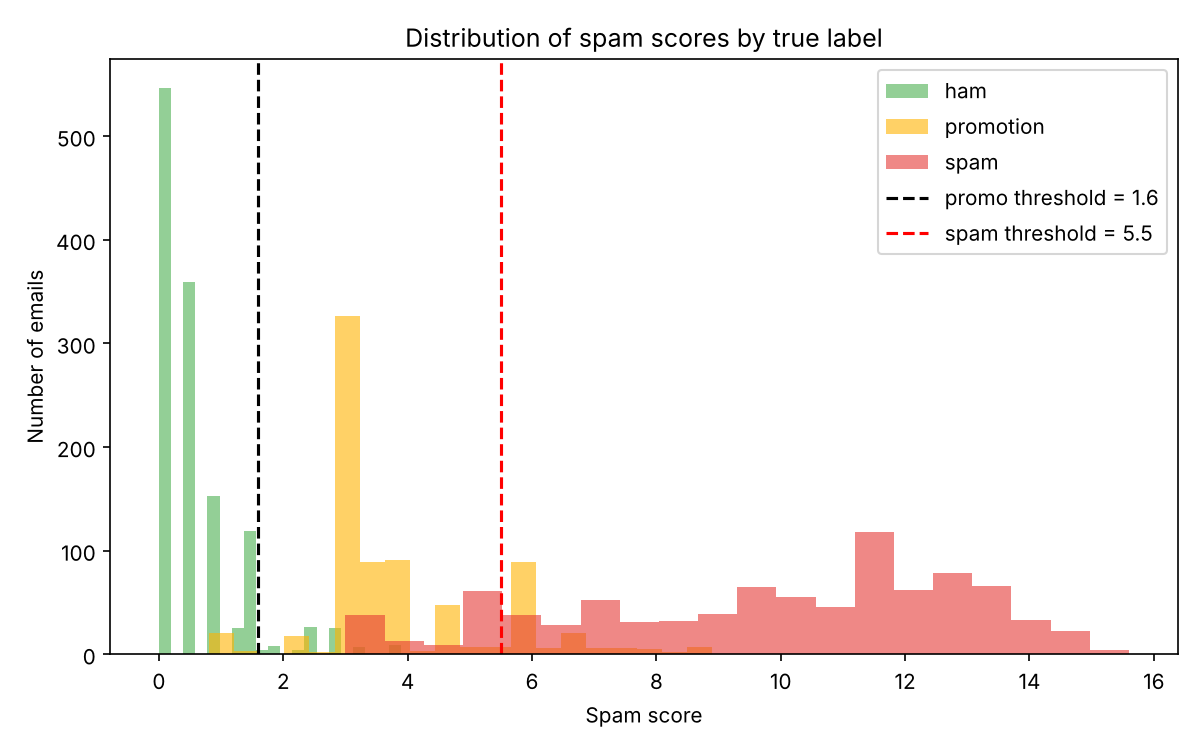 Distribution of spam scores by true label
ham
promotion
spam
promo threshold = 1.6
spam threshold = 5.5
Number of emails
500
400
300
200
100
0
0 2 4 6 8 10 12 14 16
Spam score